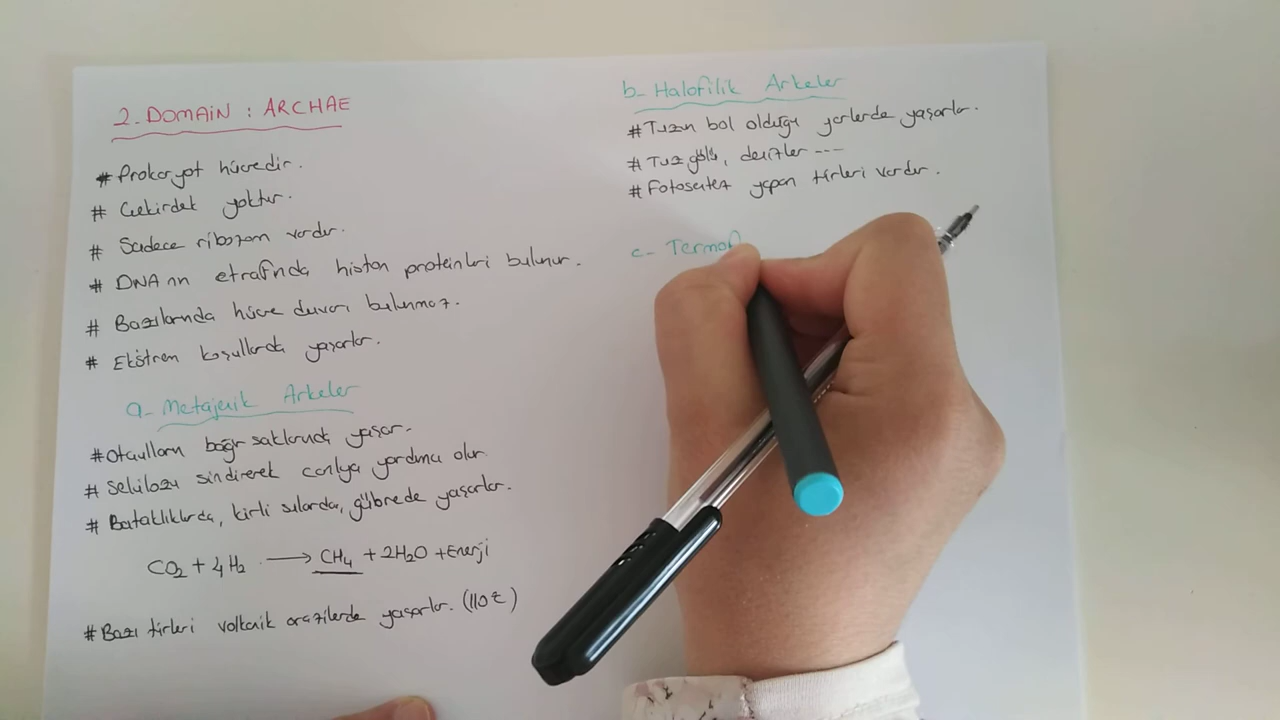 2. DOMAIN : ARCHAE
# Prokaryot hücredir.
# Çekirdek yoktur.
# Sadece ribozom vardır.
# DNA nın etrafında histon proteinleri bulunur.
# Bazılarında hücre duvarı bulunmaz.
# Ekstrem koşullarda yaşarlar.
a- Metajenik Arkeler
# Otçulların bağırsaklarında yaşar.
# Selülozu sindirerek canlıya yardımcı olur
# Bataklıklarda, kirli sularda, gübrede yaşarlar.
CO2 + 4H2 → CH4 + 2H2O + Enerji
# Bazı türleri volkaik arazilerde yaşarlar. (110 ℃)
b- Halofilik Arkeler
# Tuzun bol olduğu yerlerde yaşarlar.
# Tuz gölü, denizler ---
# Fotosentez yapan türleri vardır.
c- Termof